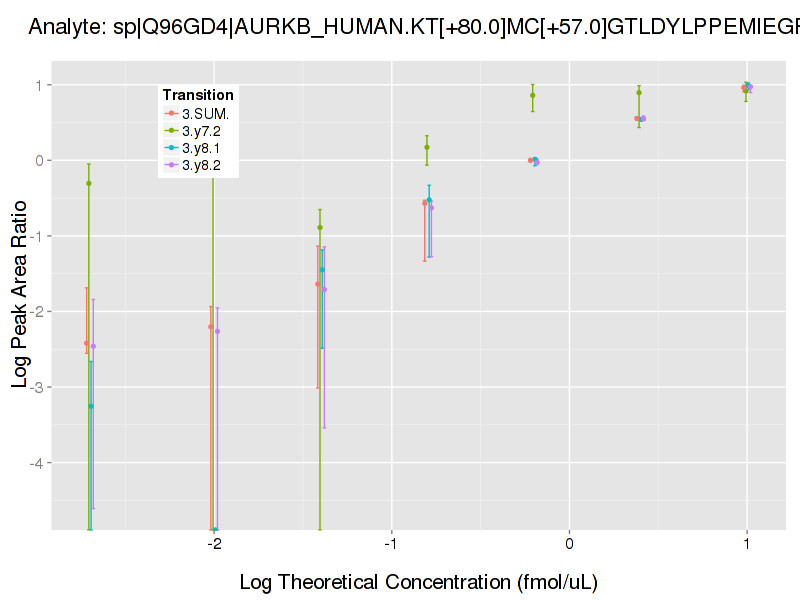 Analyte: sp|Q96GD4|AURKB_HUMAN.KT[+80.0]MC[+57.0]GTLDYLPPEMIEGR
Transition
3.SUM.
3.y7.2
3.y8.1
3.y8.2
Log Peak Area Ratio
1
0
-1
-2
-3
-4
-2
-1
0
1
Log Theoretical Concentration (fmol/uL)